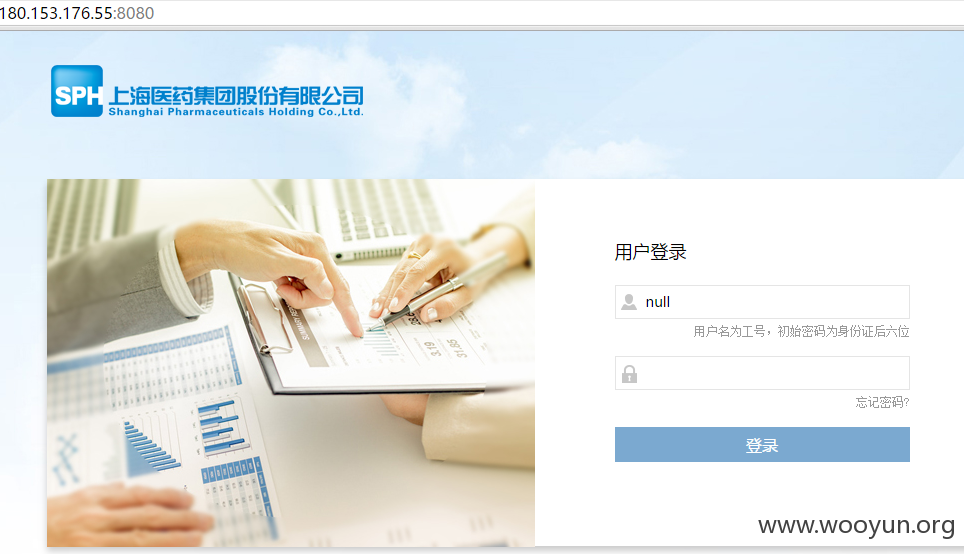 180.153.176.55:8080
SPH 上海医药集团股份有限公司
Shanghai Pharmaceuticals Holding Co.,Ltd.
用户登录
null
用户名为工号，初始密码为身份证后六位
忘记密码?
登录
www.wooyun.org